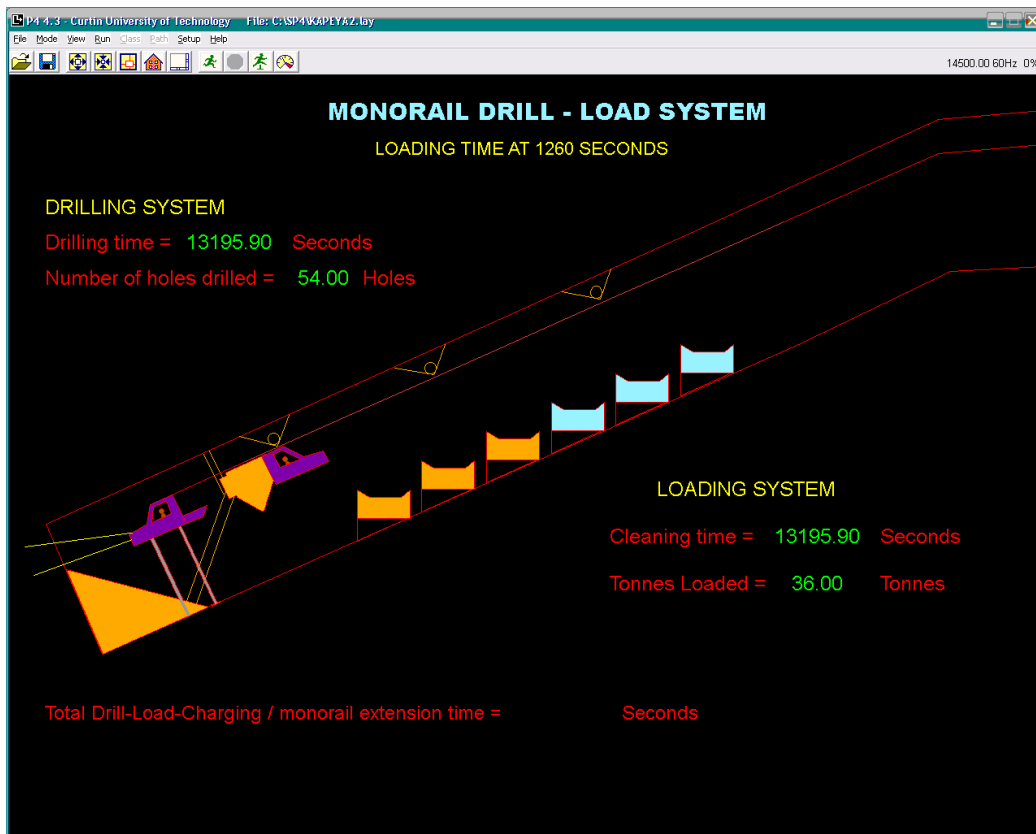 P4 4.3 - Curtin University of Technology File: C:\SP4\KAPEYA2.lay
File Mode View Run Class Path Setup Help
14500.00 60Hz 0%
MONORAIL DRILL - LOAD SYSTEM
LOADING TIME AT 1260 SECONDS
DRILLING SYSTEM
Drilling time = 13195.90 Seconds
Number of holes drilled = 54.00 Holes
LOADING SYSTEM
Cleaning time = 13195.90 Seconds
Tonnes Loaded = 36.00 Tonnes
Total Drill-Load-Charging / monorail extension time = Seconds